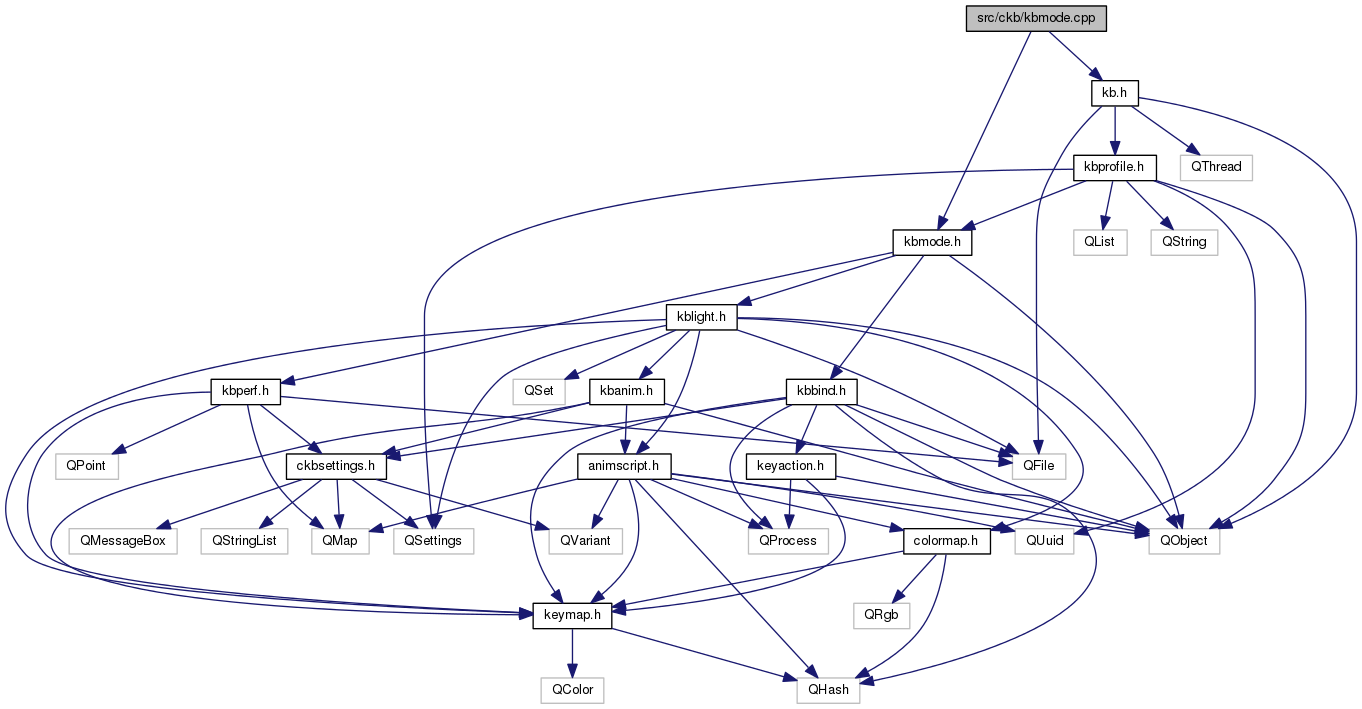 src/ckb/kbmode.cpp
kb.h
kbprofile.h
QThread
kbmode.h
QList
QString
kblight.h
kbperf.h
QSet
kbanim.h
kbbind.h
QPoint
ckbsettings.h
animscript.h
keyaction.h
QFile
QMessageBox
QStringList
QMap
QSettings
QVariant
QProcess
colormap.h
QUuid
QObject
keymap.h
QRgb
QColor
QHash